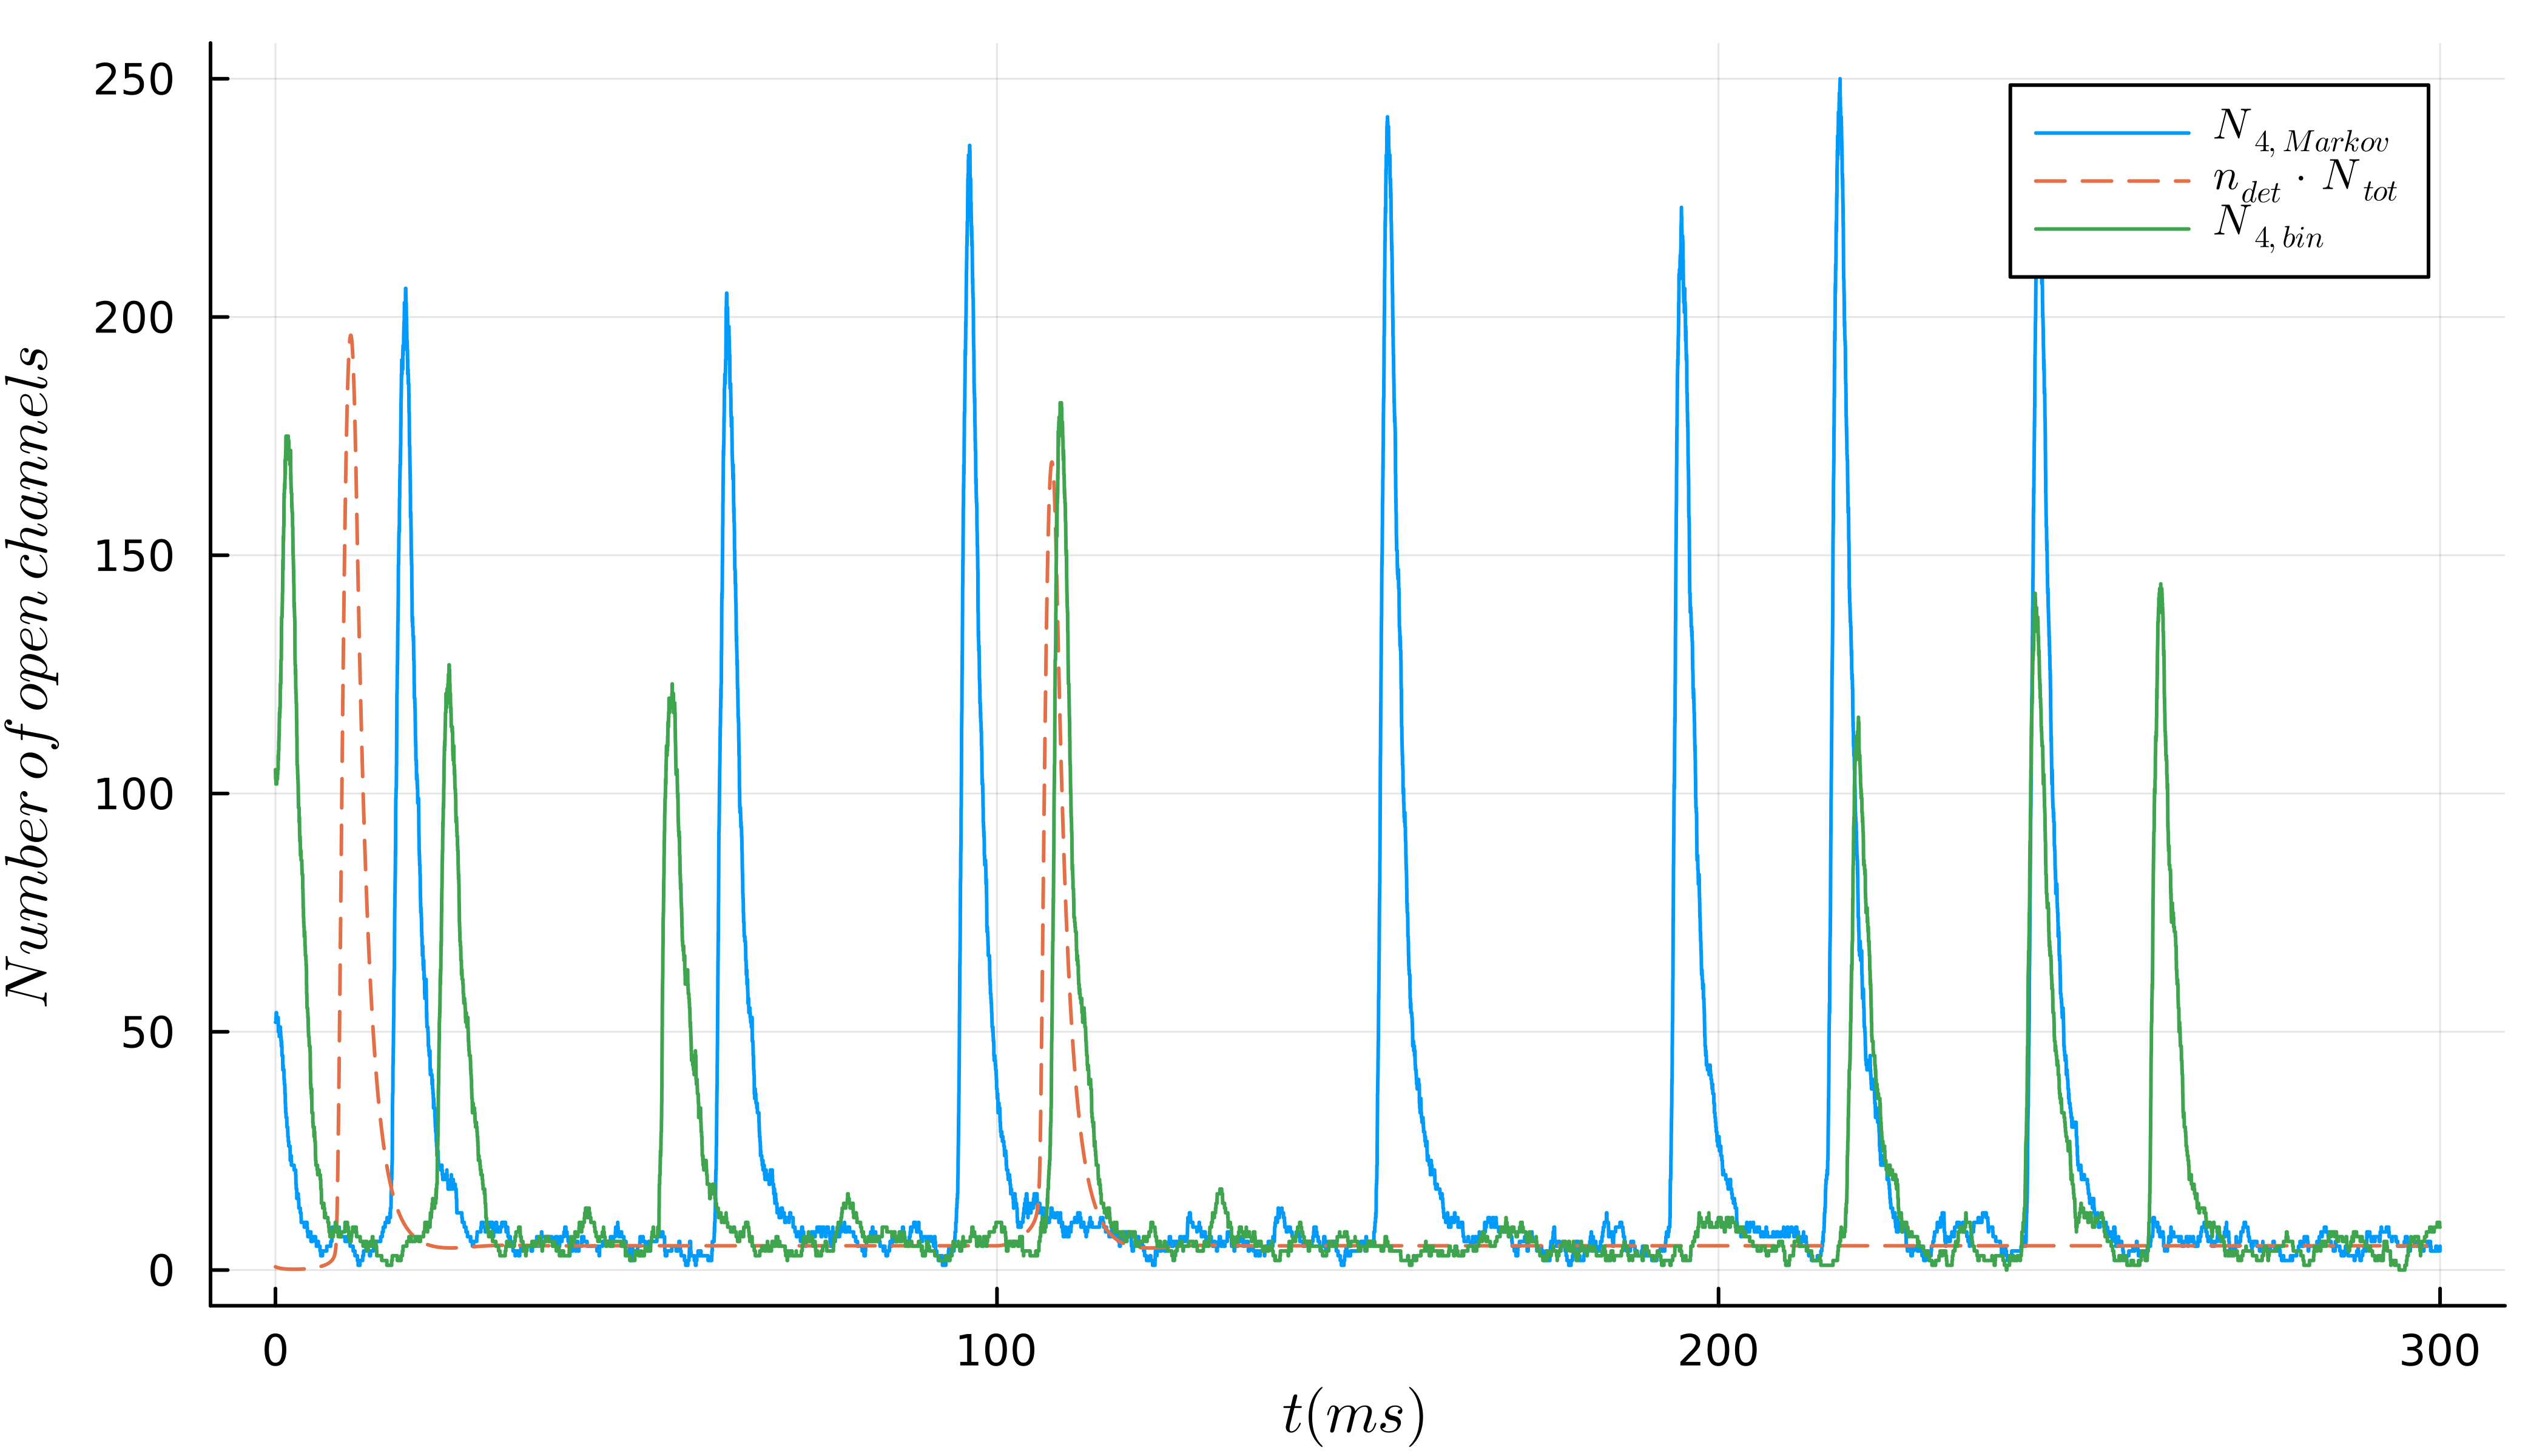 Number of open channels
250
200
150
100
50
0
0 100 200 300
t(ms)
N4, Markov
ndet · Ntot
N4, bin